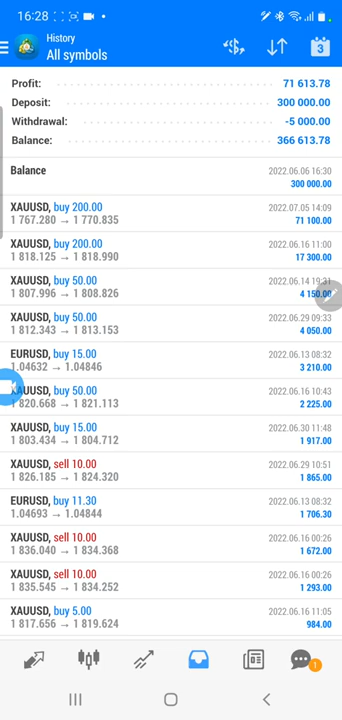 16:28
History
All symbols
3
Profit: 71 613.78
Deposit: 300 000.00
Withdrawal: -5 000.00
Balance: 366 613.78
Balance 2022.06.06 16:30
300 000.00
XAUUSD, buy 200.00 2022.07.05 14:09
1 767.280 → 1 770.835 71 100.00
XAUUSD, buy 200.00 2022.06.16 11:00
1 818.125 → 1 818.990 17 300.00
XAUUSD, buy 50.00 2022.06.14 19:31
1 807.996 → 1 808.826 4 150.00
XAUUSD, buy 50.00 2022.06.29 09:33
1 812.343 → 1 813.153 4 050.00
EURUSD, buy 15.00 2022.06.13 08:32
1.04632 → 1.04846 3 210.00
XAUUSD, buy 50.00 2022.06.16 10:43
1 820.668 → 1 821.113 2 225.00
XAUUSD, buy 15.00 2022.06.30 11:48
1 803.434 → 1 804.712 1 917.00
XAUUSD, sell 10.00 2022.06.29 10:51
1 826.185 → 1 824.320 1 865.00
EURUSD, buy 11.30 2022.06.13 08:32
1.04693 → 1.04844 1 706.30
XAUUSD, sell 10.00 2022.06.16 00:26
1 836.040 → 1 834.368 1 672.00
XAUUSD, sell 10.00 2022.06.16 00:26
1 835.545 → 1 834.252 1 293.00
XAUUSD, buy 5.00 2022.06.16 11:05
1 817.656 → 1 819.624 984.00